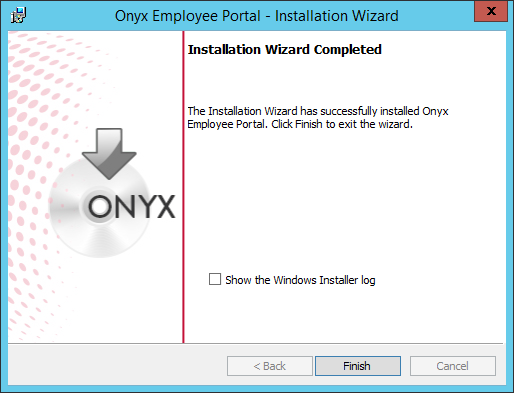 Onyx Employee Portal - Installation Wizard
x
Installation Wizard Completed
The Installation Wizard has successfully installed Onyx
Employee Portal. Click Finish to exit the wizard.
ONYX
Show the Windows Installer log
< Back
Finish
Cancel